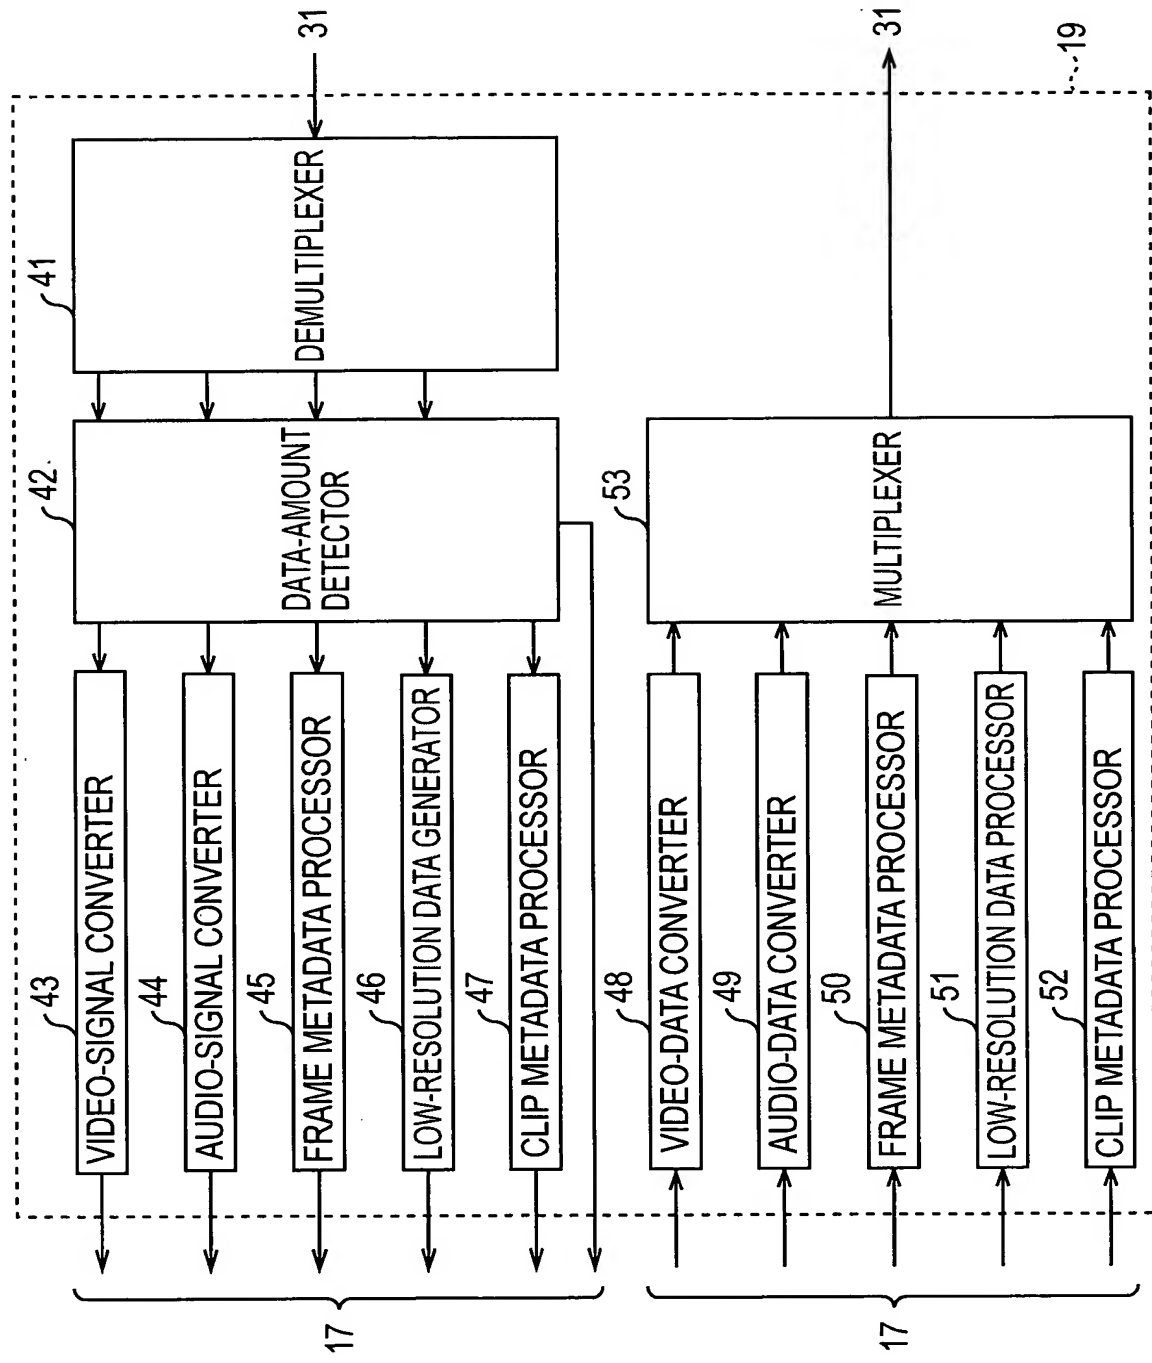 31
41
DEMULTIPLEXER
42
DATA-AMOUNT
DETECTOR
43
VIDEO-SIGNAL CONVERTER
44
AUDIO-SIGNAL CONVERTER
45
FRAME METADATA PROCESSOR
46
LOW-RESOLUTION DATA GENERATOR
47
CLIP METADATA PROCESSOR
17
31
19
53
MULTIPLEXER
48
VIDEO-DATA CONVERTER
49
AUDIO-DATA CONVERTER
50
FRAME METADATA PROCESSOR
51
LOW-RESOLUTION DATA PROCESSOR
52
CLIP METADATA PROCESSOR
17